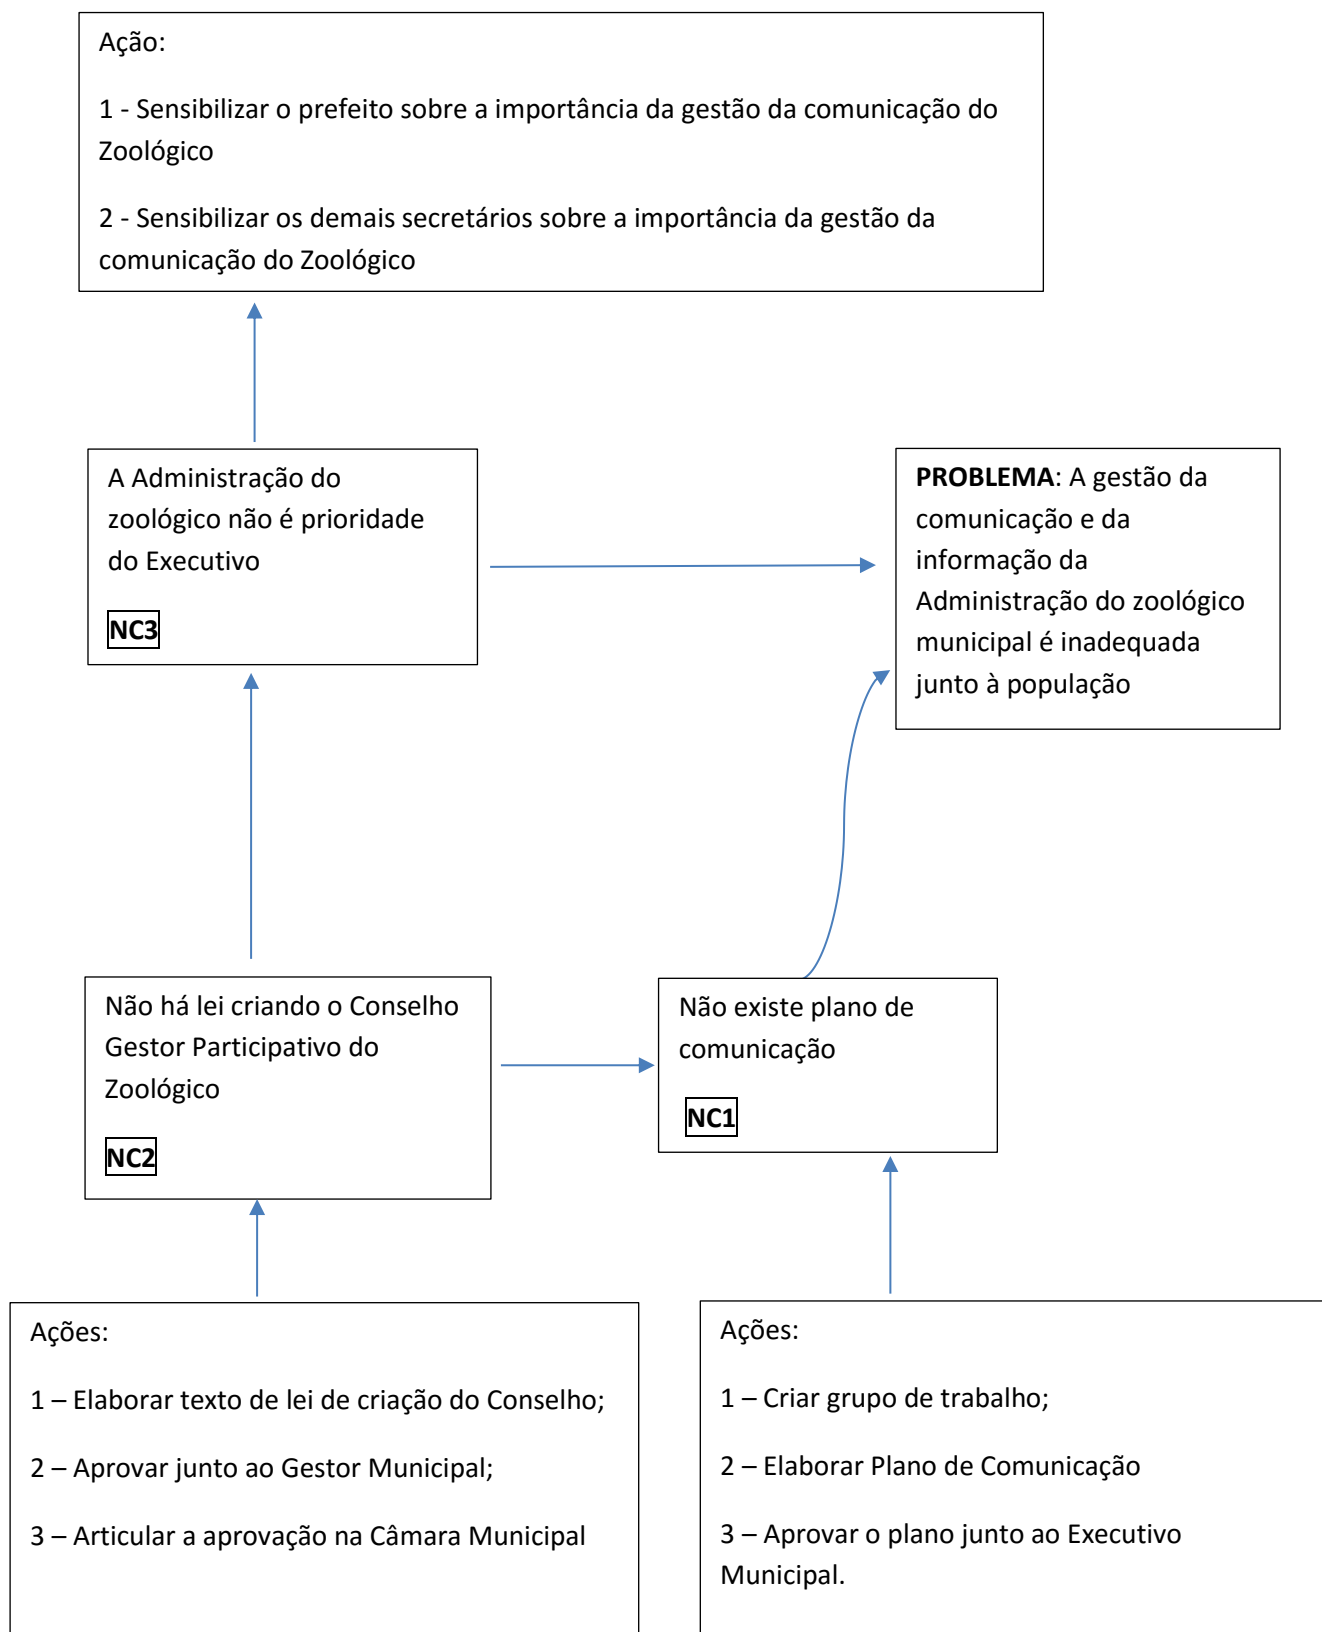 Ação:
1 - Sensibilizar o prefeito sobre a importância da gestão da comunicação do
Zoológico
2 - Sensibilizar os demais secretários sobre a importância da gestão da
comunicação do Zoológico
A Administração do
zoológico não é prioridade
do Executivo
NC3
PROBLEMA: A gestão da
comunicação e da
informação da
Administração do zoológico
municipal é inadequada
junto à população
Não há lei criando o Conselho
Gestor Participativo do
Zoológico
NC2
Não existe plano de
comunicação
NC1
Ações:
1 – Elaborar texto de lei de criação do Conselho;
2 – Aprovar junto ao Gestor Municipal;
3 – Articular a aprovação na Câmara Municipal
Ações:
1 – Criar grupo de trabalho;
2 – Elaborar Plano de Comunicação
3 – Aprovar o plano junto ao Executivo
Municipal.